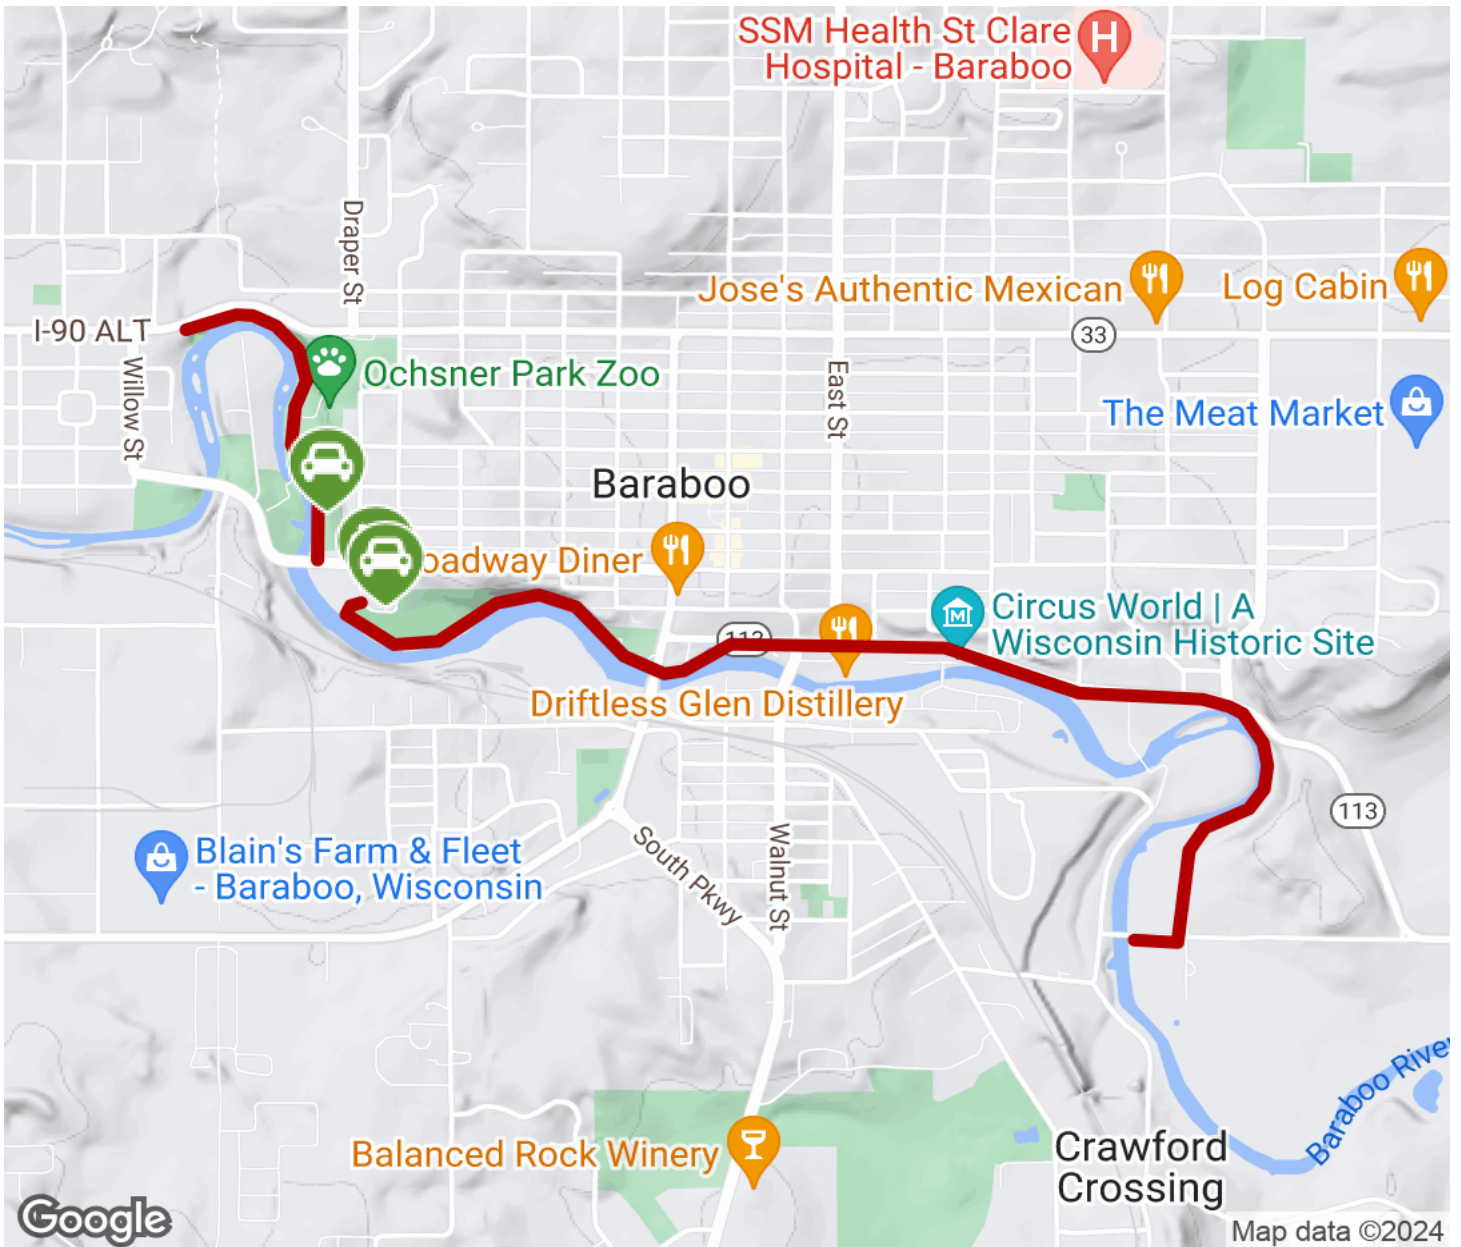 SSM Health St Clare
Hospital - Baraboo
H
Draper St
Jose's Authentic Mexican
Log Cabin
I-90 ALT
33
Ochsner Park Zoo
Willow St
East St
The Meat Market
Baraboo
oadway Diner
Circus World | A
Wisconsin Historic Site
M
Driftless Glen Distillery
113
Blain's Farm & Fleet
- Baraboo, Wisconsin
South Pkwy
Walnut St
Baraboo River
Balanced Rock Winery
Crawford
Crossing
Google
Map data ©2024